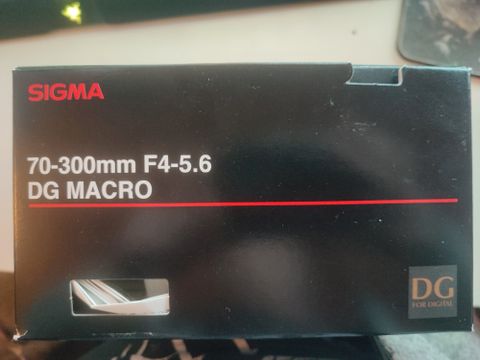 SIGMA
70-300mm F4-5.6
DG MACRO
DG
FOR DIGITAL